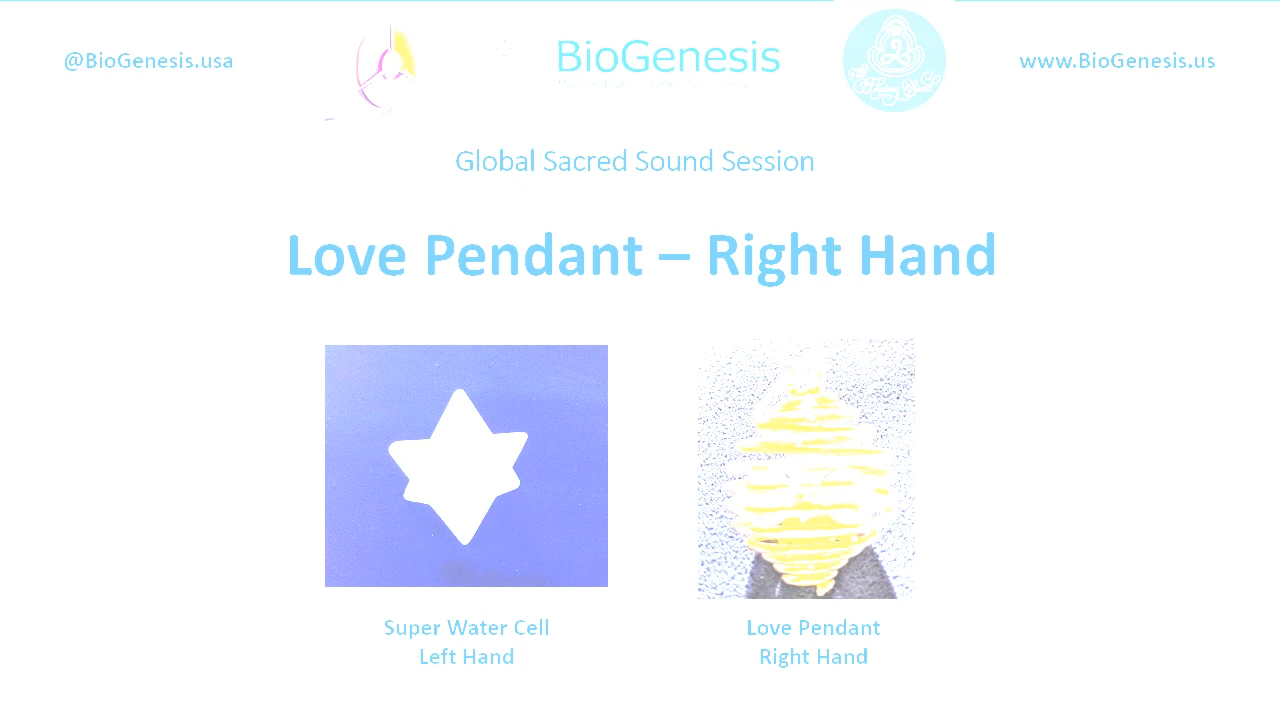 @BioGenesis.usa
BioGenesis
www.BioGenesis.us
Global Sacred Sound Session
Love Pendant – Right Hand
Super Water Cell
Left Hand
Love Pendant
Right Hand